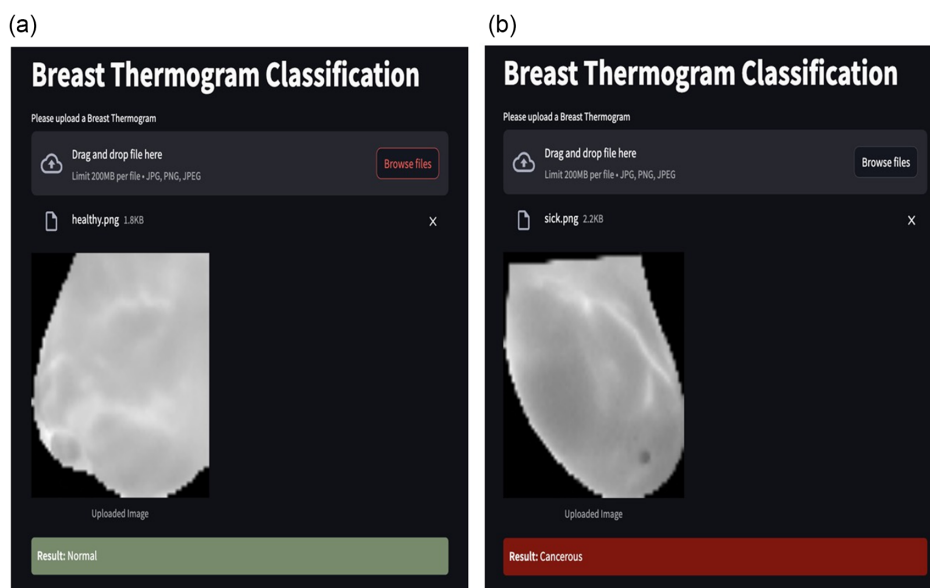 (a)
Breast Thermogram Classification
Please upload a Breast Thermogram
Drag and drop file here
Limit 200MB per file • JPG, PNG, JPEG
Browse files
healthy.png 1.8KB X
Uploaded Image
Result: Normal
(b)
Breast Thermogram Classification
Please upload a Breast Thermogram
Drag and drop file here
Limit 200MB per file • JPG, PNG, JPEG
Browse files
sick.png 2.2KB X
Uploaded Image
Result: Cancerous